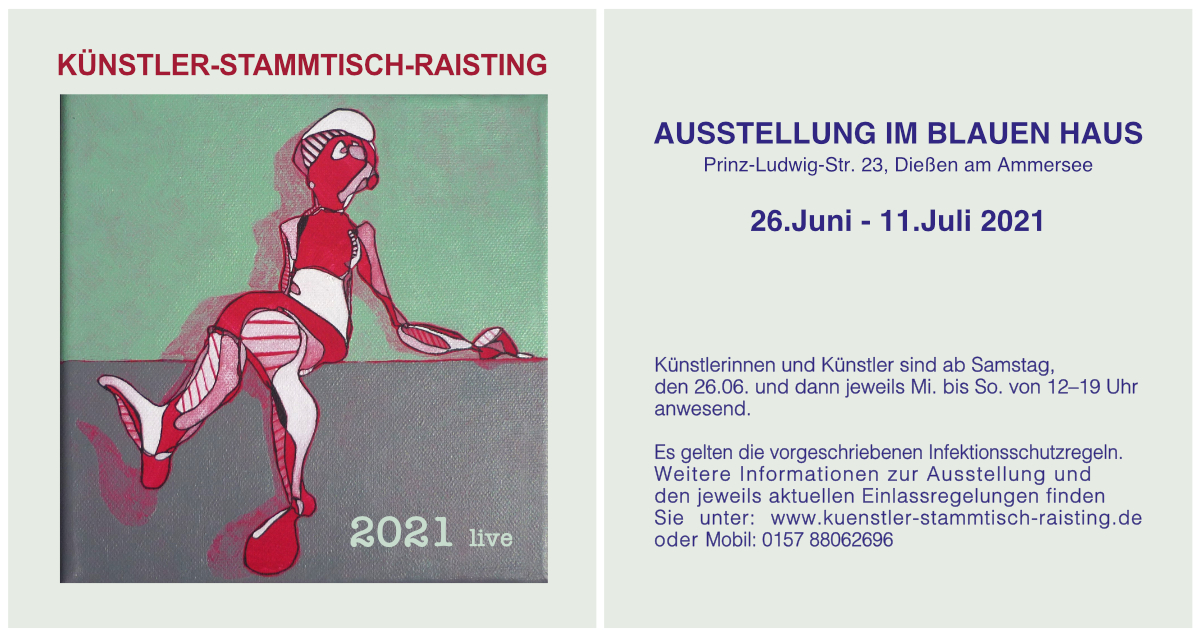 KÜNSTLER-STAMMTISCH-RAISTING
2021 live
AUSSTELLUNG IM BLAUEN HAUS
Prinz-Ludwig-Str. 23, Dießen am Ammersee
26.Juni - 11.Juli 2021
Künstlerinnen und Künstler sind ab Samstag,
den 26.06. und dann jeweils Mi. bis So. von 12–19 Uhr
anwesend.
Es gelten die vorgeschriebenen Infektionsschutzregeln.
Weitere Informationen zur Ausstellung und
den jeweils aktuellen Einlassregelungen finden
Sie unter: www.kuenstler-stammtisch-raisting.de
oder Mobil: 0157 88062696